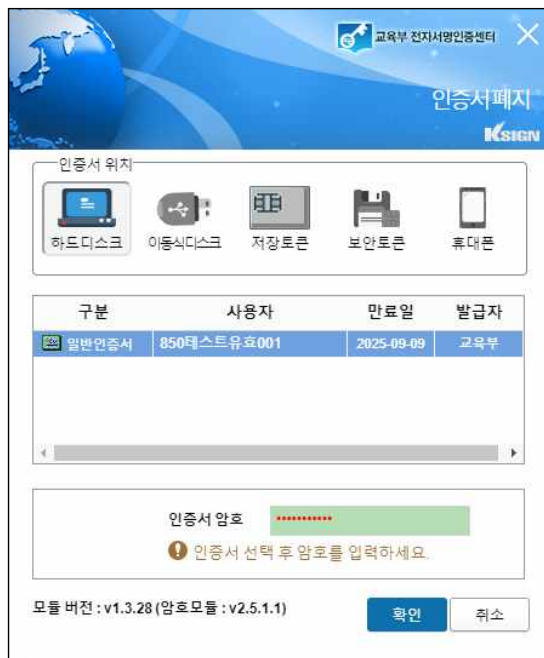 교육부 전자서명인증센터
인증서폐지
KSIGN
인증서 위치
하드디스크 이동식디스크 저장토큰 보안토큰 휴대폰
구분 사용자 만료일 발급자
일반인증서 850테스트유효001 2025-09-09 교육부
인증서 암호 •••••••••••
인증서 선택 후 암호를 입력하세요.
모듈 버전 : v1.3.28 (암호모듈 : v2.5.1.1)
확인 취소